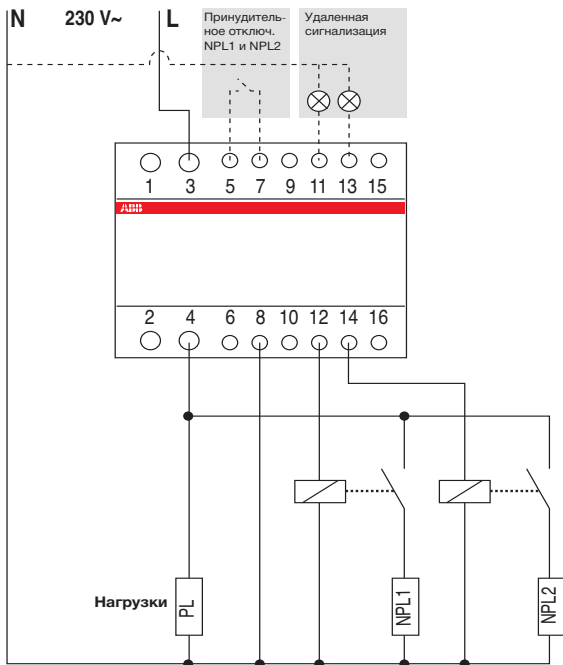 N 230 V~ L
Принудитель-
ное отключ.
NPL1 и NPL2
Удаленная
сигнализация
1 3 5 7 9 11 13 15
ABB
2 4 6 8 10 12 14 16
Нагрузки PL NPL1 NPL2